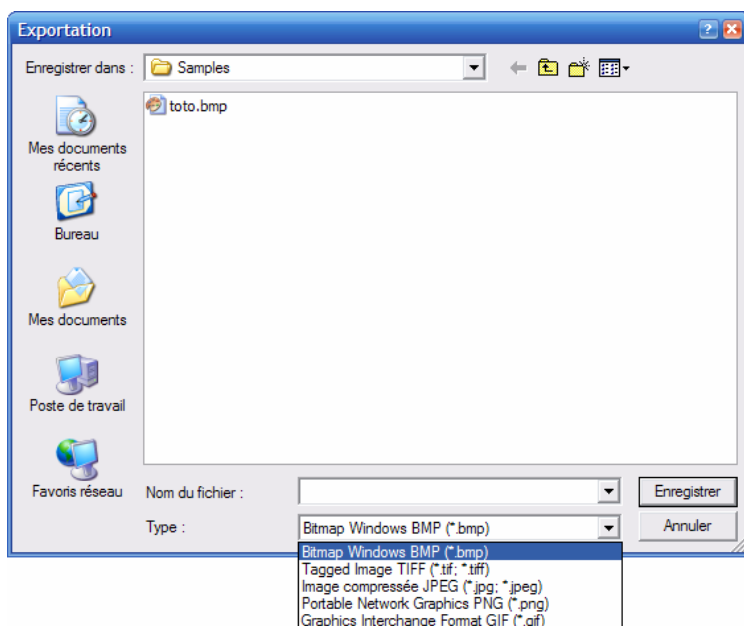 Exportation
Enregistrer dans :
Samples
toto.bmp
Mes documents
récents
Bureau
Mes documents
Poste de travail
Favoris réseau
Nom du fichier :
Enregistrer
Type :
Bitmap Windows BMP (*.bmp)
Annuler
Bitmap Windows BMP (*.bmp)
Tagged Image TIFF (*.tif; *.tiff)
Image compressée JPEG (*.jpg; *.jpeg)
Portable Network Graphics PNG (*.png)
Graphics Interchange Format GIF (*.gif)